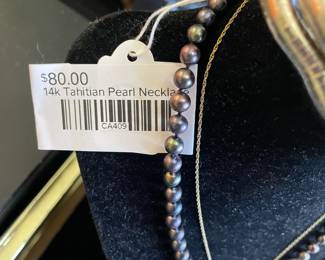 $80.00
14k Tahitian Pearl Necklace
CA409